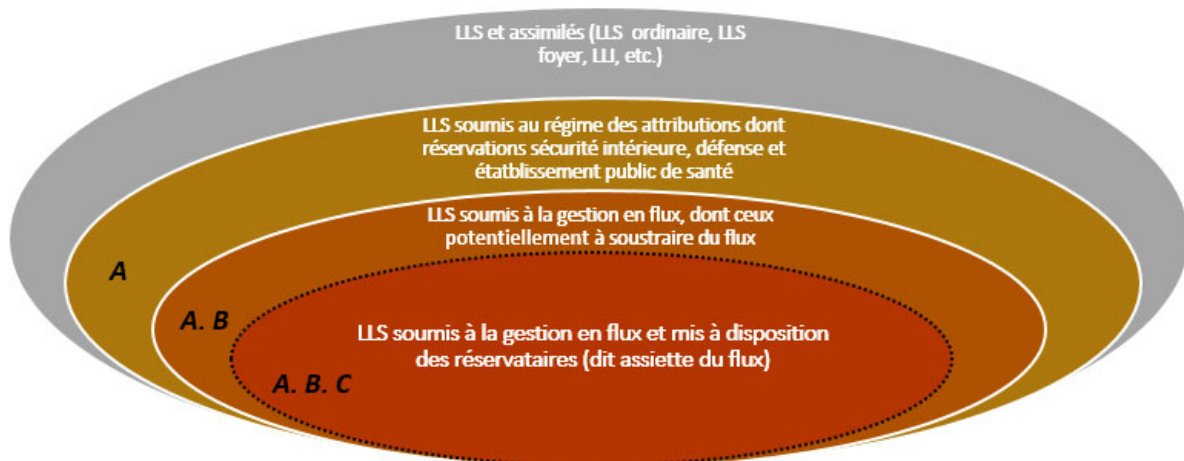 LLS et assimilés (LLS ordinaire, LLS
foyer, LLI, etc.)
LLS soumis au régime des attributions dont
réservations sécurité intérieure, défense et
étatblissement public de santé
LLS soumis à la gestion en flux, dont ceux
potentiellement à soustraire du flux
A
A. B
LLS soumis à la gestion en flux et mis à disposition
des réservataires (dit assiette du flux)
A. B. C